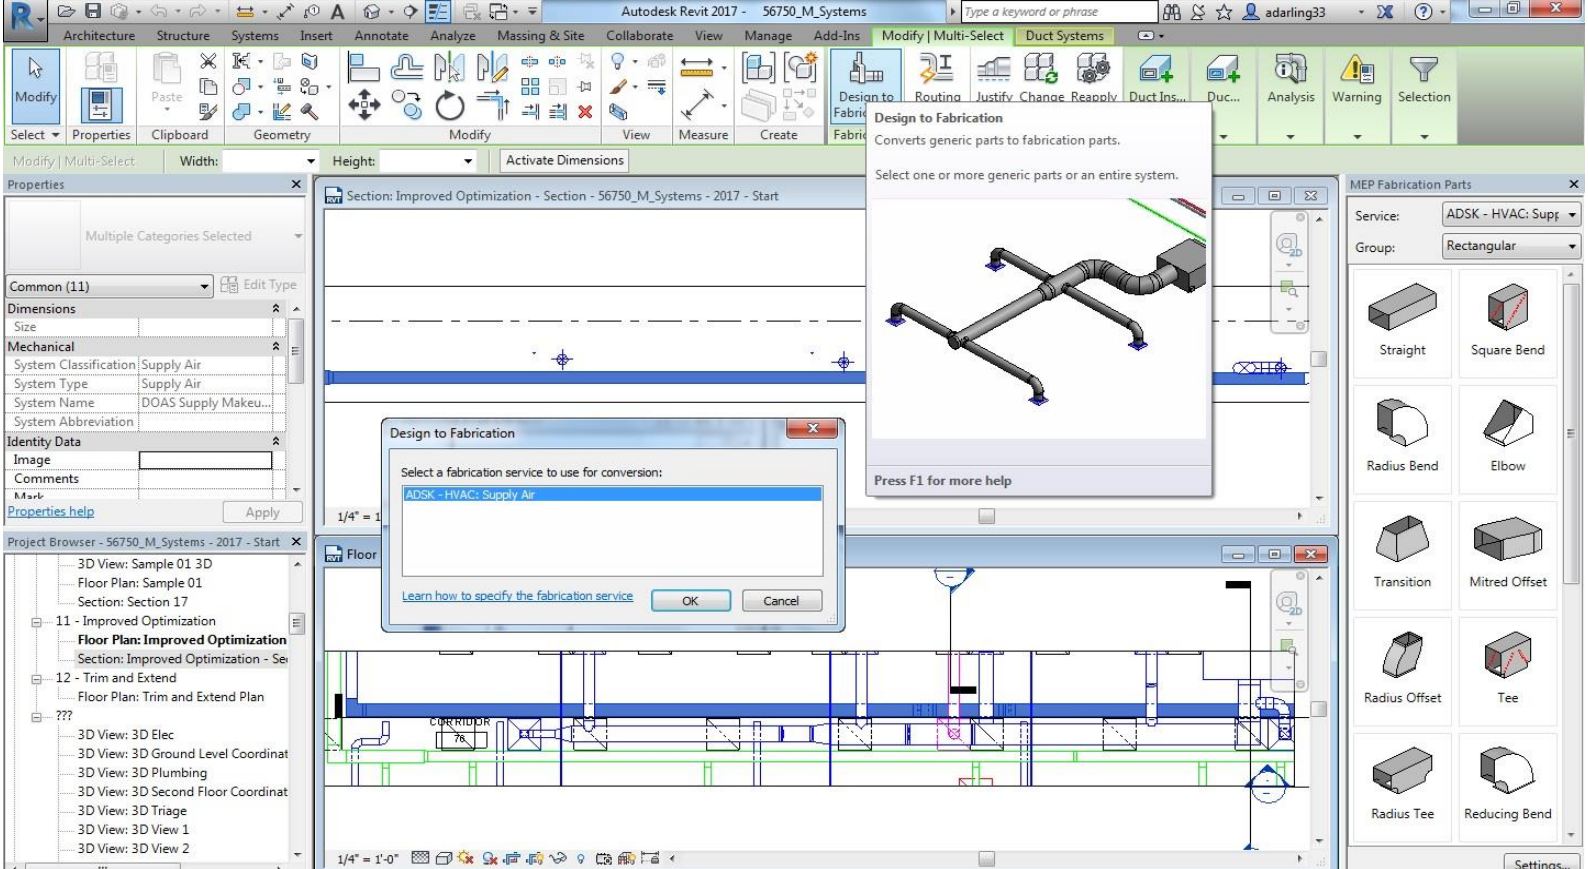 Autodesk Revit 2017 - 56750_M_Systems
Type a keyword or phrase
adarling33
Architecture Structure Systems Insert Annotate Analyze Massing & Site Collaborate View Manage Add-Ins Modify | Multi-Select Duct Systems
Modify
Paste
Design to
Fabric
Routing
Justify
Change
Reapply
Duct Ins...
Duc...
Analysis
Warning
Selection
Select
Properties
Clipboard
Geometry
Modify
View
Measure
Create
Fabric
Modify | Multi-Select
Width:
Height:
Activate Dimensions
Design to Fabrication
Converts generic parts to fabrication parts.
Select one or more generic parts or an entire system.
Press F1 for more help
Properties
Multiple Categories Selected
Common (11)
Edit Type
Dimensions
Size
Mechanical
System Classification Supply Air
System Type Supply Air
System Name DOAS Supply Makeu...
System Abbreviation
Identity Data
Image
Comments
Mark
Properties help
Apply
Project Browser - 56750_M_Systems - 2017 - Start
3D View: Sample 01 3D
Floor Plan: Sample 01
Section: Section 17
11 - Improved Optimization
Floor Plan: Improved Optimization
Section: Improved Optimization - Se
12 - Trim and Extend
Floor Plan: Trim and Extend Plan
???
3D View: 3D Elec
3D View: 3D Ground Level Coordinat
3D View: 3D Plumbing
3D View: 3D Second Floor Coordinat
3D View: 3D Triage
3D View: 3D View 1
3D View: 3D View 2
RVT
Section: Improved Optimization - Section - 56750_M_Systems - 2017 - Start
2D
1/4" = 1
Design to Fabrication
Select a fabrication service to use for conversion:
ADSK - HVAC: Supply Air
Learn how to specify the fabrication service
OK
Cancel
RVT
Floor
2D
CORRIDOR
76
1/4" = 1'-0"
MEP Fabrication Parts
Service:
ADSK - HVAC: Supp
Group:
Rectangular
Straight
Square Bend
Radius Bend
Elbow
Transition
Mitred Offset
Radius Offset
Tee
Radius Tee
Reducing Bend
Settings...